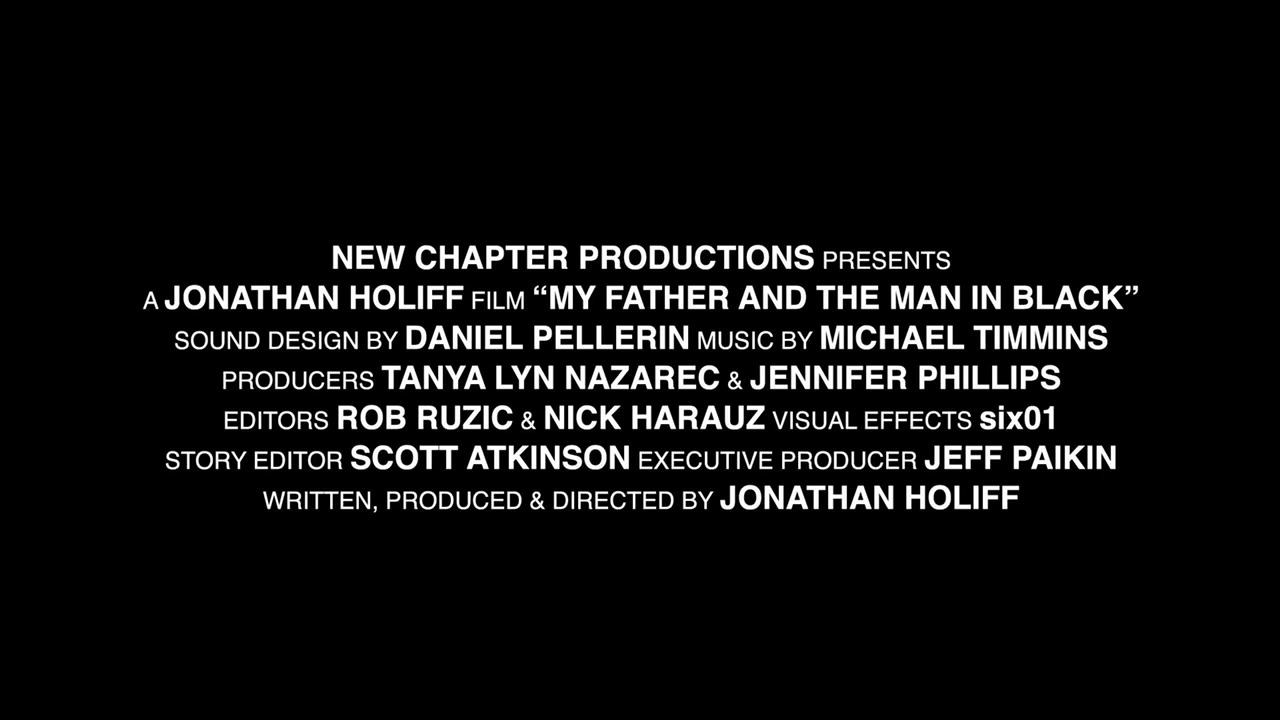 NEW CHAPTER PRODUCTIONS PRESENTS
A JONATHAN HOLIFF FILM “MY FATHER AND THE MAN IN BLACK”
SOUND DESIGN BY DANIEL PELLERIN MUSIC BY MICHAEL TIMMINS
PRODUCERS TANYA LYN NAZAREC & JENNIFER PHILLIPS
EDITORS ROB RUZIC & NICK HARAUZ VISUAL EFFECTS six01
STORY EDITOR SCOTT ATKINSON EXECUTIVE PRODUCER JEFF PAIKIN
WRITTEN, PRODUCED & DIRECTED BY JONATHAN HOLIFF